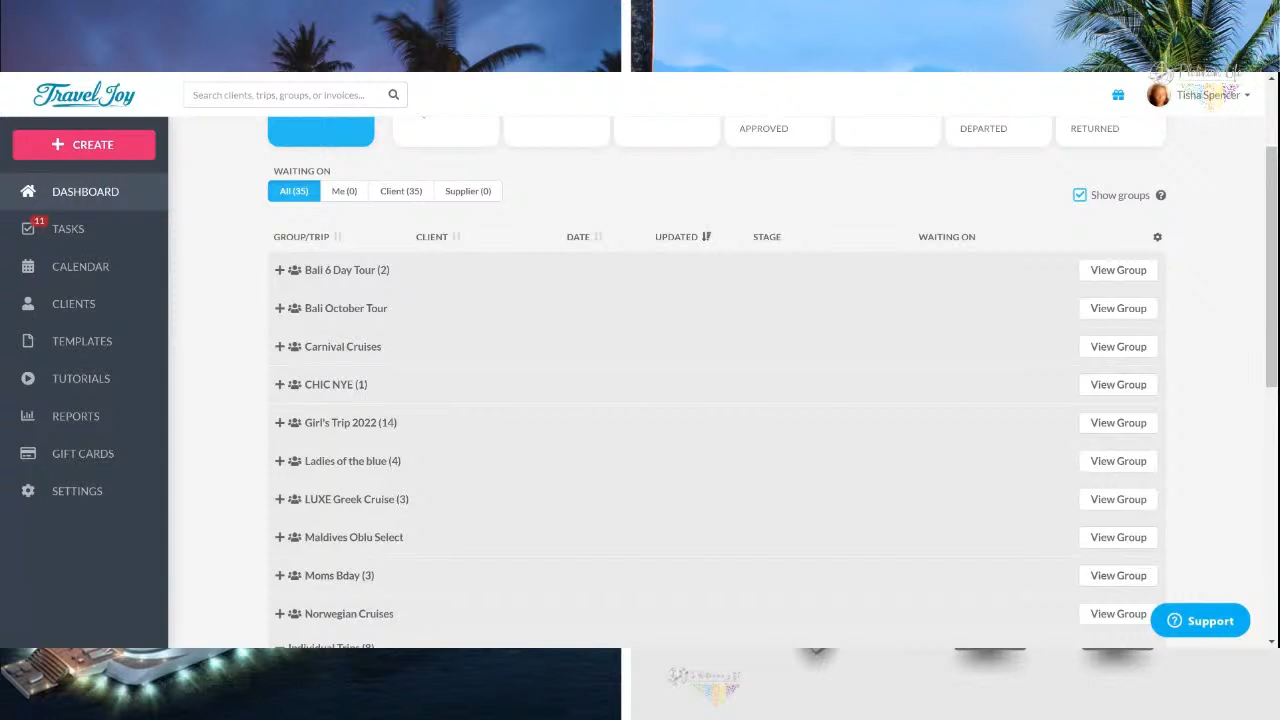 Travel Joy
Search clients, trips, groups, or invoices...
Tisha Spencer
CREATE
APPROVED
DEPARTED
RETURNED
DASHBOARD
11
TASKS
CALENDAR
CLIENTS
TEMPLATES
TUTORIALS
REPORTS
GIFT CARDS
SETTINGS
WAITING ON
All (35) Me (0) Client (35) Supplier (0)
Show groups
GROUP/TRIP CLIENT DATE UPDATED STAGE WAITING ON
Bali 6 Day Tour (2) View Group
Bali October Tour View Group
Carnival Cruises View Group
CHIC NYE (1) View Group
Girl's Trip 2022 (14) View Group
Ladies of the blue (4) View Group
LUXE Greek Cruise (3) View Group
Maldives Oblu Select View Group
Moms Bday (3) View Group
Norwegian Cruises View Group
Individual Trips (8)
Support